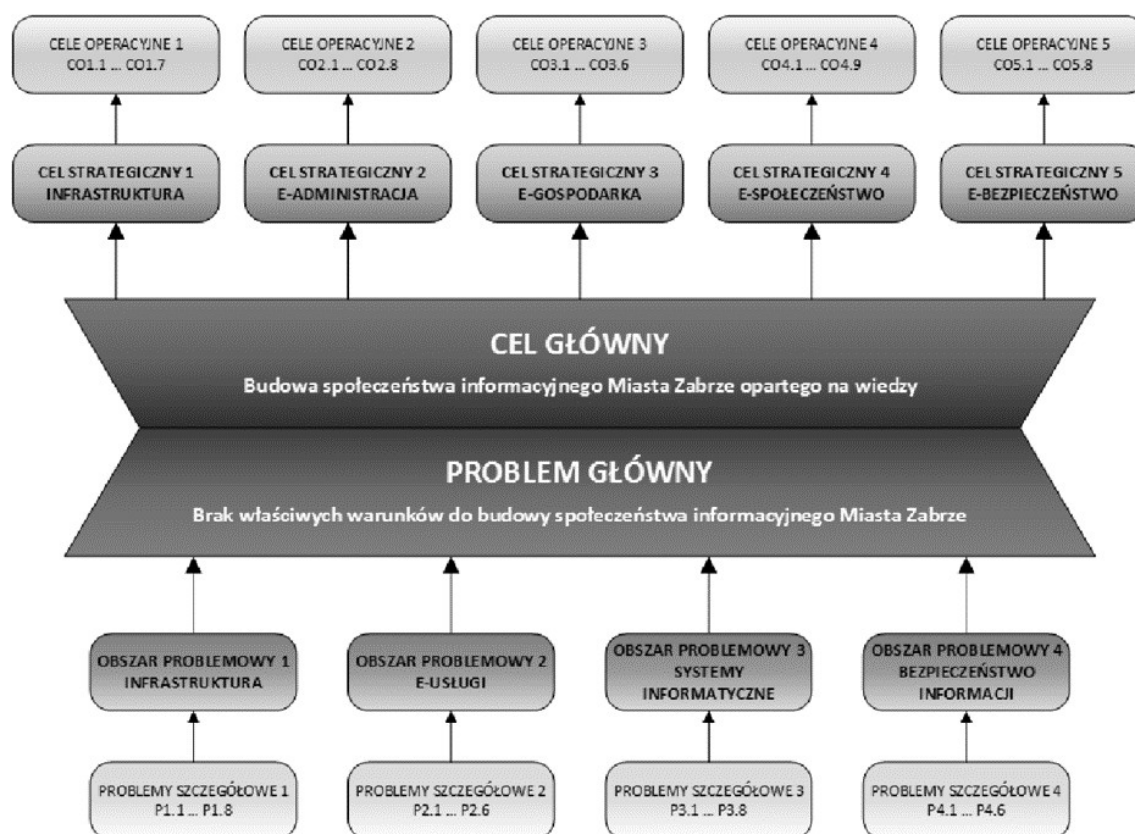 CELE OPERACYJNE 1
CO1.1 ... CO1.7
CELE OPERACYJNE 2
CO2.1 ... CO2.8
CELE OPERACYJNE 3
CO3.1 ... CO3.6
CELE OPERACYJNE 4
CO4.1 ... CO4.9
CELE OPERACYJNE 5
CO5.1 ... CO5.8
CEL STRATEGICZNY 1
INFRASTRUKTURA
CEL STRATEGICZNY 2
E-ADMINISTRACJA
CEL STRATEGICZNY 3
E-GOSPODARKA
CEL STRATEGICZNY 4
E-SPOŁECZEŃSTWO
CEL STRATEGICZNY 5
E-BEZPIECZEŃSTWO
CEL GŁÓWNY
Budowa społeczeństwa informacyjnego Miasta Zabrze opartego na wiedzy
PROBLEM GŁÓWNY
Brak właściwych warunków do budowy społeczeństwa informacyjnego Miasta Zabrze
OBSZAR PROBLEMOWY 1
INFRASTRUKTURA
OBSZAR PROBLEMOWY 2
E-USŁUGI
OBSZAR PROBLEMOWY 3
SYSTEMY
INFORMATYCZNE
OBSZAR PROBLEMOWY 4
BEZPIECZEŃSTWO
INFORMACJI
PROBLEMY SZCZEGÓŁOWE 1
P1.1 ... P1.8
PROBLEMY SZCZEGÓŁOWE 2
P2.1 ... P2.6
PROBLEMY SZCZEGÓŁOWE 3
P3.1 ... P3.8
PROBLEMY SZCZEGÓŁOWE 4
P4.1 ... P4.6